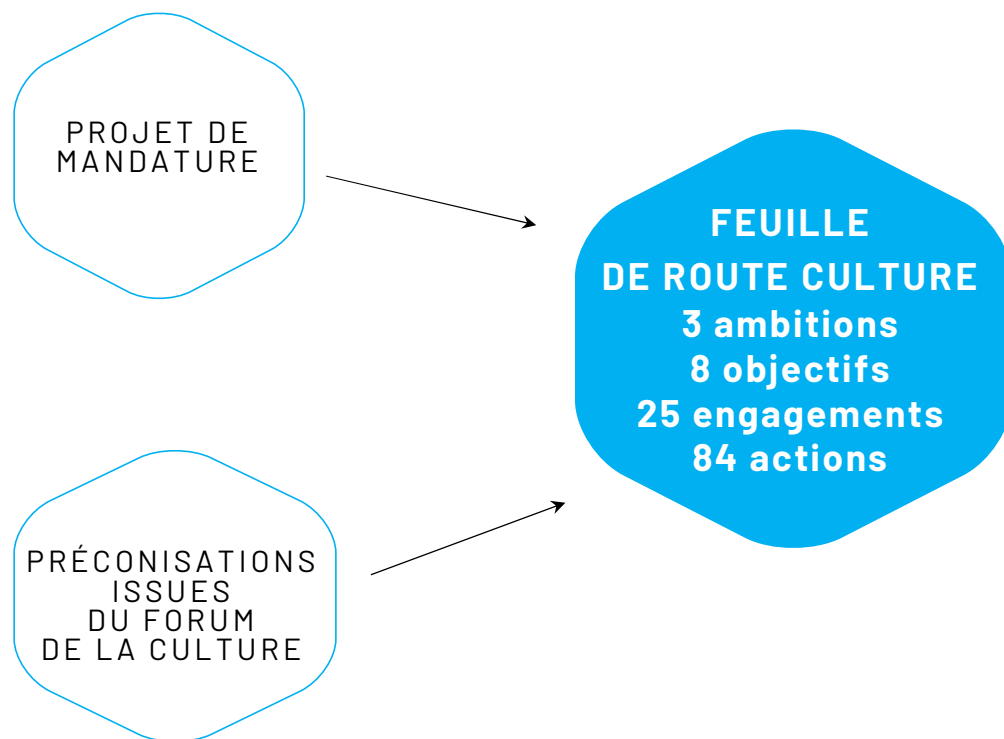 PROJET DE
MANDATURE
FEUILLE
DE ROUTE CULTURE
3 ambitions
8 objectifs
25 engagements
84 actions
PRÉCONISATIONS
ISSUES
DU FORUM
DE LA CULTURE